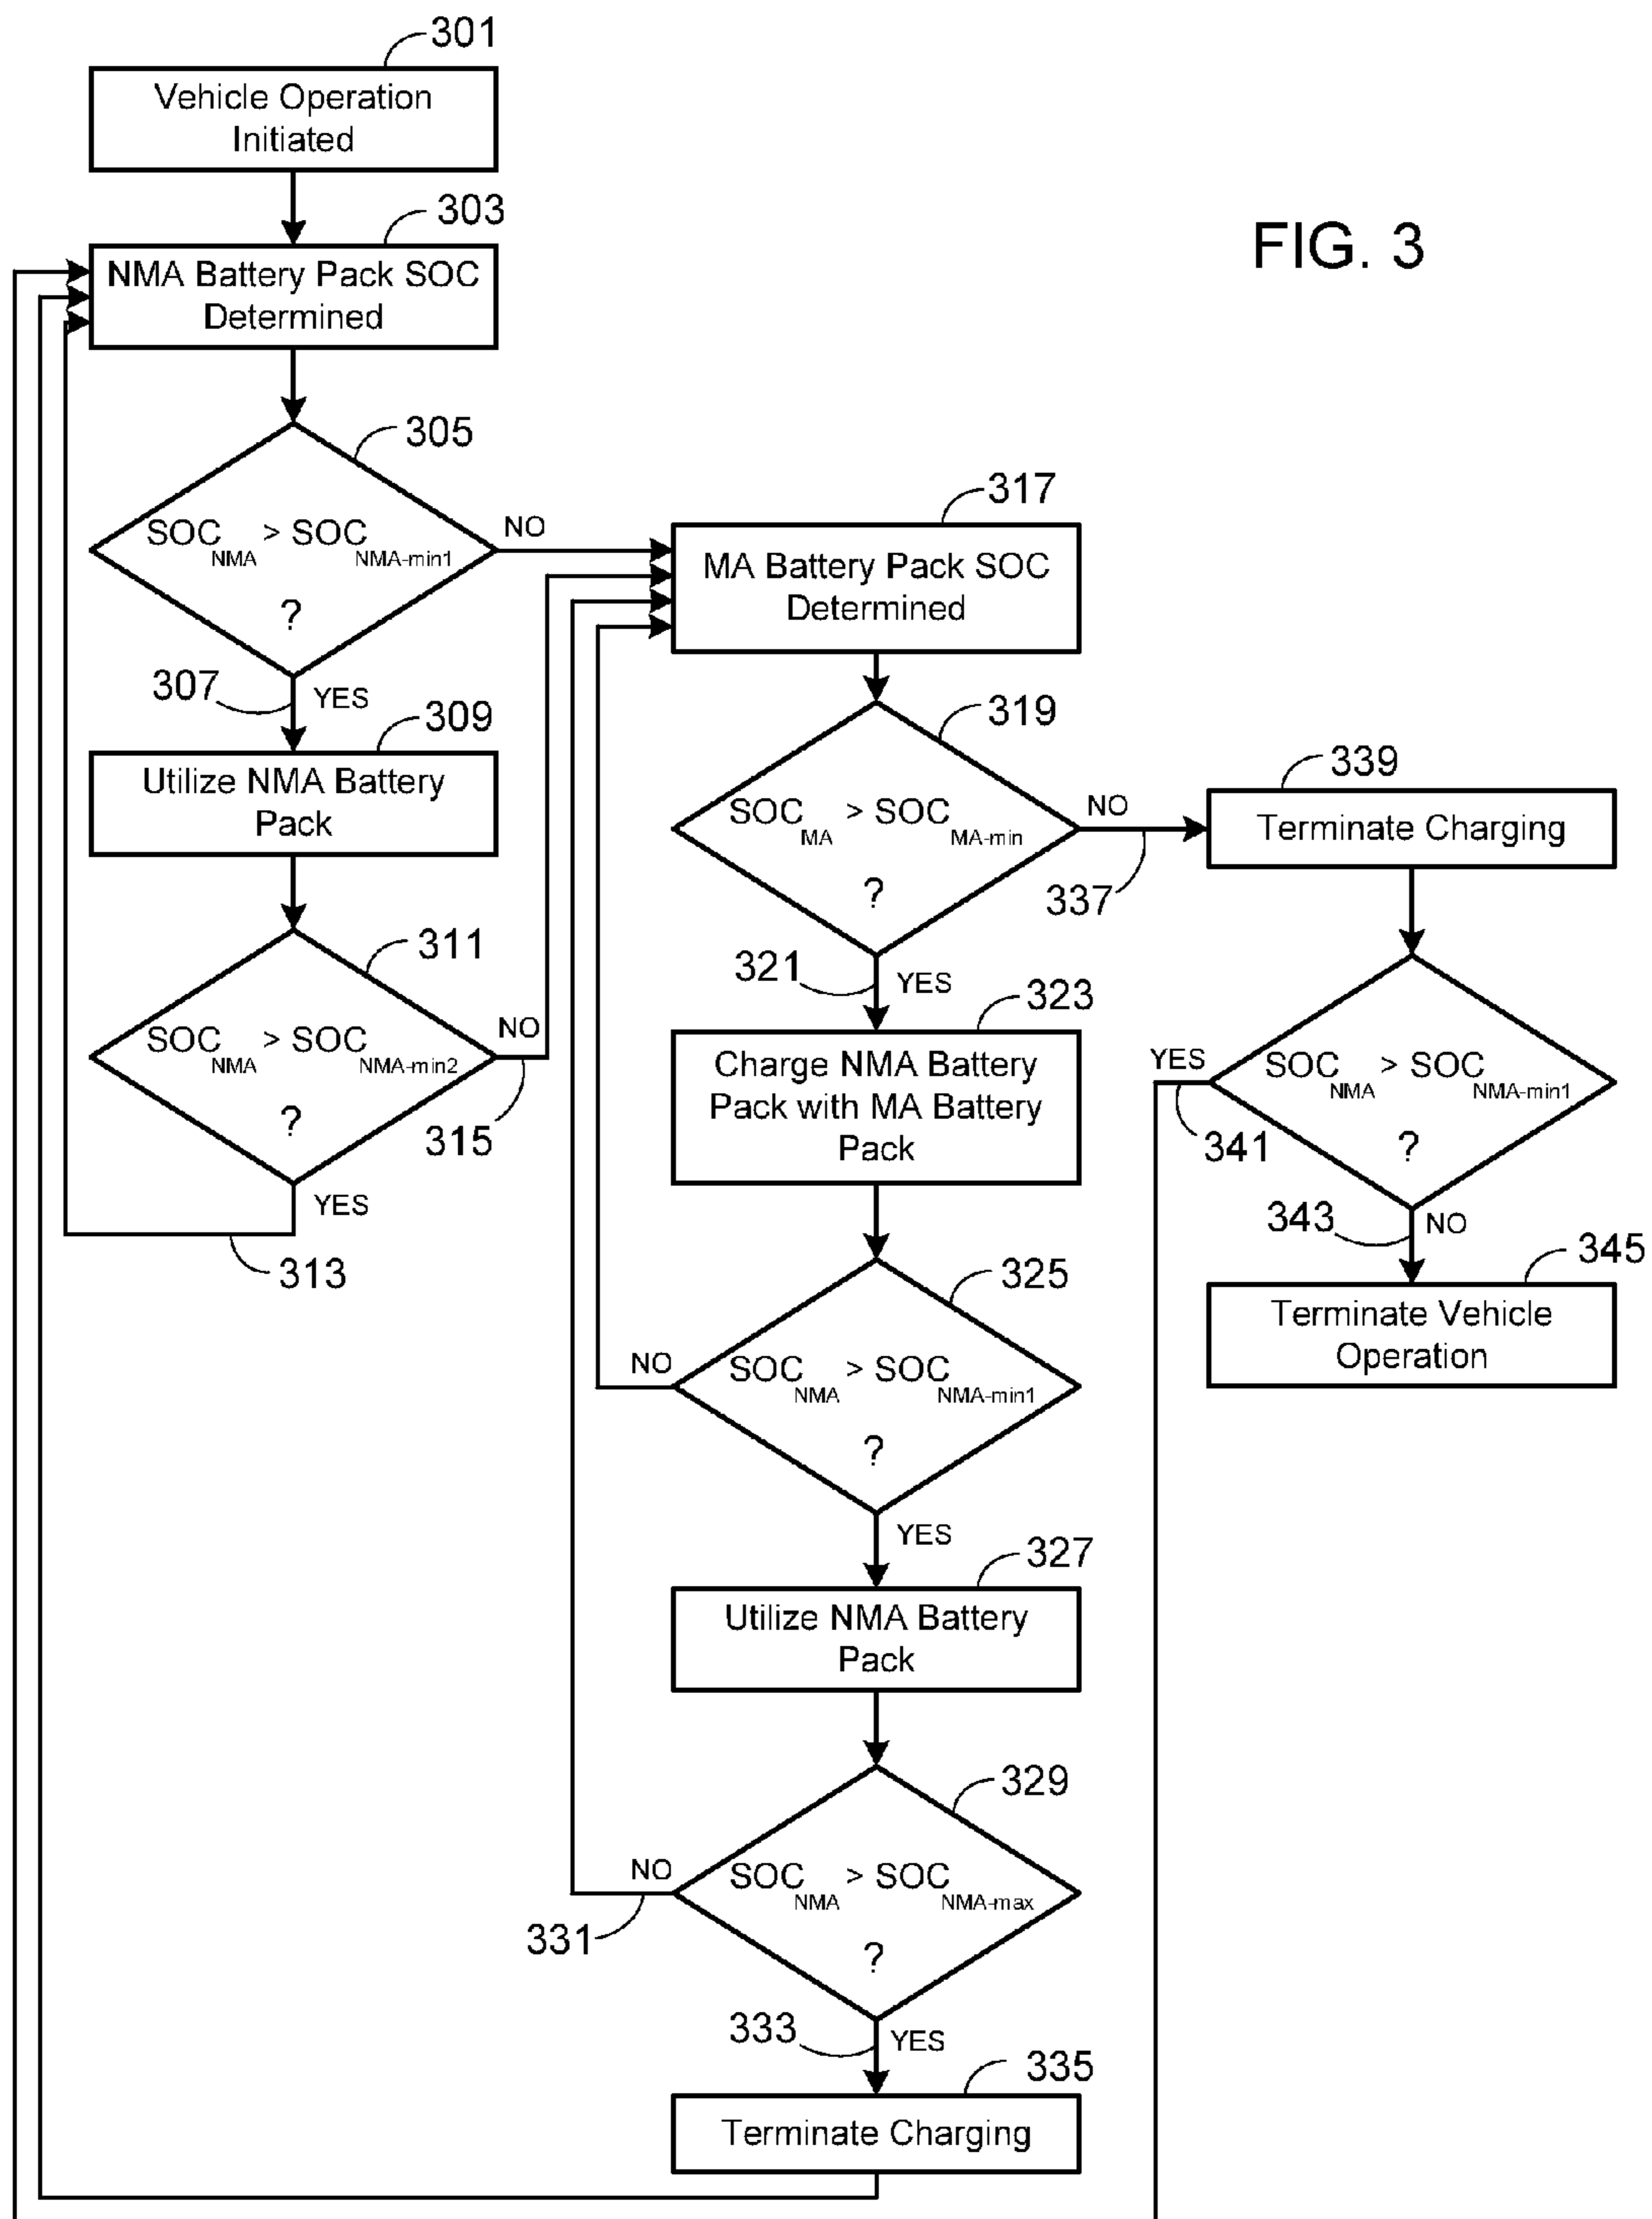 301
Vehicle Operation
Initiated
303
NMA Battery Pack SOC
Determined
FIG. 3
305
SOC NMA > SOC NMA-min1
?
NO
307
YES
309
Utilize NMA Battery
Pack
311
SOC NMA > SOC NMA-min2
?
NO
315
YES
313
317
MA Battery Pack SOC
Determined
319
SOC MA > SOC MA-min
?
NO
337
321
YES
323
Charge NMA Battery
Pack with MA Battery
Pack
325
SOC NMA > SOC NMA-min1
?
NO
YES
327
Utilize NMA Battery
Pack
329
SOC NMA > SOC NMA-max
?
NO
331
333
YES
335
Terminate Charging
339
Terminate Charging
SOC NMA > SOC NMA-min1
?
YES
341
343
NO
345
Terminate Vehicle
Operation